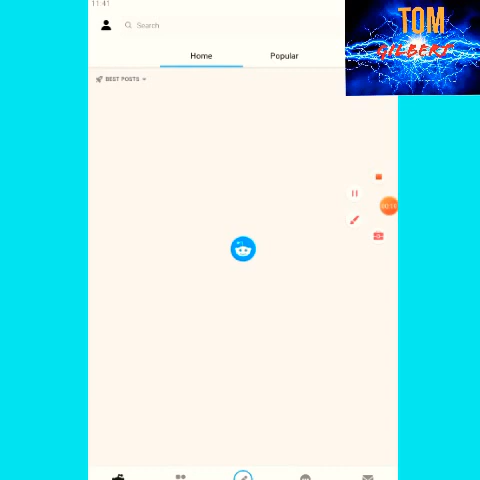 11:41
TOM
GILBERT
Search
Home
Popular
BEST POSTS